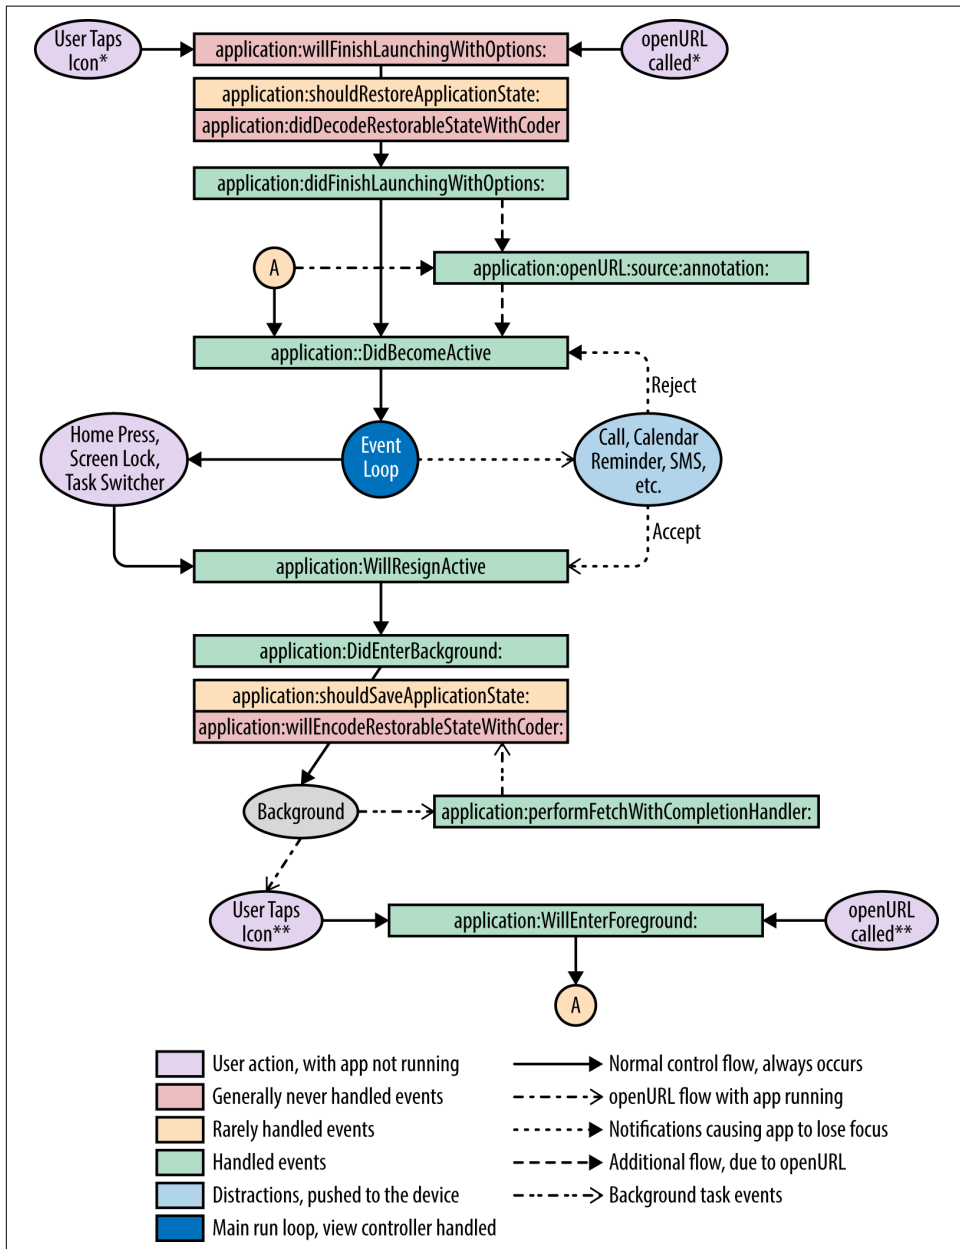 User Taps
Icon*
application:willFinishLaunchingWithOptions:
openURL
called*
application:shouldRestoreApplicationState:
application:didDecodeRestorableStateWithCoder
application:didFinishLaunchingWithOptions:
A
application:openURL:source:annotation:
application::DidBecomeActive
Reject
Home Press,
Screen Lock,
Task Switcher
Event
Loop
Call, Calendar
Reminder, SMS,
etc.
Accept
application:WillResignActive
application:DidEnterBackground:
application:shouldSaveApplicationState:
application:willEncodeRestorableStateWithCoder:
Background
application:performFetchWithCompletionHandler:
User Taps
Icon**
application:WillEnterForeground:
openURL
called**
A
User action, with app not running
Generally never handled events
Rarely handled events
Handled events
Distractions, pushed to the device
Main run loop, view controller handled
Normal control flow, always occurs
openURL flow with app running
Notifications causing app to lose focus
Additional flow, due to openURL
Background task events